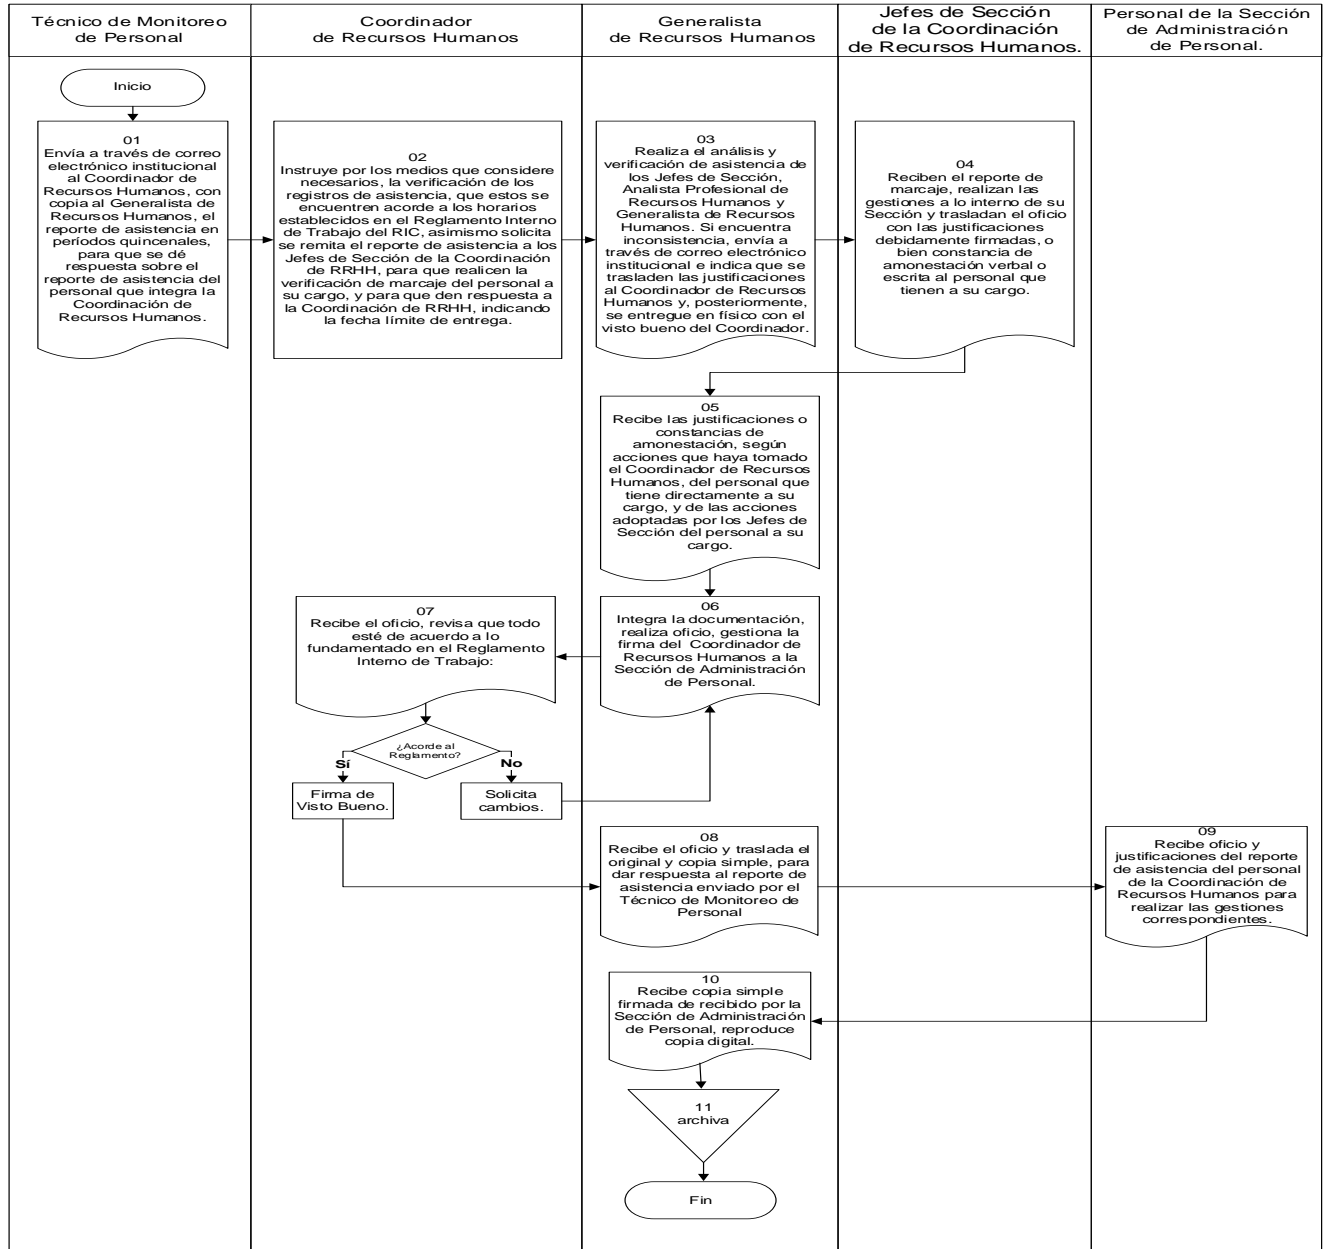 Técnico de Monitoreo
de Personal
Coordinador
de Recursos Humanos
Generalista
de Recursos Humanos
Jefes de Sección
de la Coordinación
de Recursos Humanos.
Personal de la Sección
de Administración
de Personal.
Inicio
01
Envía a través de correo
electrónico institucional
al Coordinador de
Recursos Humanos, con
copia al Generalista de
Recursos Humanos, el
reporte de asistencia en
períodos quincenales,
para que se dé
respuesta sobre el
reporte de asistencia del
personal que integra la
Coordinación de
Recursos Humanos.
02
Instruye por los medios que considere
necesarios, la verificación de los
registros de asistencia, que estos se
encuentren acorde a los horarios
establecidos en el Reglamento Interno
de Trabajo del RIC, asimismo solicita
se remita el reporte de asistencia a los
Jefes de Sección de la Coordinación
de RRHH, para que realicen la
verificación de marcaje del personal a
su cargo, y para que den respuesta a
la Coordinación de RRHH, indicando
la fecha límite de entrega.
03
Realiza el análisis y
verificación de asistencia de
los Jefes de Sección,
Analista Profesional de
Recursos Humanos y
Generalista de Recursos
Humanos. Si encuentra
inconsistencia, envía a
través de correo electrónico
institucional e indica que se
trasladen las justificaciones
al Coordinador de Recursos
Humanos y, posteriormente,
se entregue en físico con el
visto bueno del Coordinador.
04
Reciben el reporte de
marcaje, realizan las
gestiones a lo interno de su
Sección y trasladan el oficio
con las justificaciones
debidamente firmadas, o
bien constancia de
amonestación verbal o
escrita al personal que
tienen a su cargo.
05
Recibe las justificaciones o
constancias de
amonestación, según
acciones que haya tomado
el Coordinador de Recursos
Humanos, del personal que
tiene directamente a su
cargo, y de las acciones
adoptadas por los Jefes de
Sección del personal a su
cargo.
06
Integra la documentación,
realiza oficio, gestiona la
firma del Coordinador de
Recursos Humanos a la
Sección de Administración
de Personal.
07
Recibe el oficio, revisa que todo
esté de acuerdo a lo
fundamentado en el Reglamento
Interno de Trabajo:
¿Acorde al
Reglamento?
Sí
No
Firma de
Visto Bueno.
Solicita
cambios.
08
Recibe el oficio y traslada el
original y copia simple, para
dar respuesta al reporte de
asistencia enviado por el
Técnico de Monitoreo de
Personal
09
Recibe oficio y
justificaciones del reporte
de asistencia del personal
de la Coordinación de
Recursos Humanos para
realizar las gestiones
correspondientes.
10
Recibe copia simple
firmada de recibido por la
Sección de Administración
de Personal, reproduce
copia digital.
11
archiva
Fin